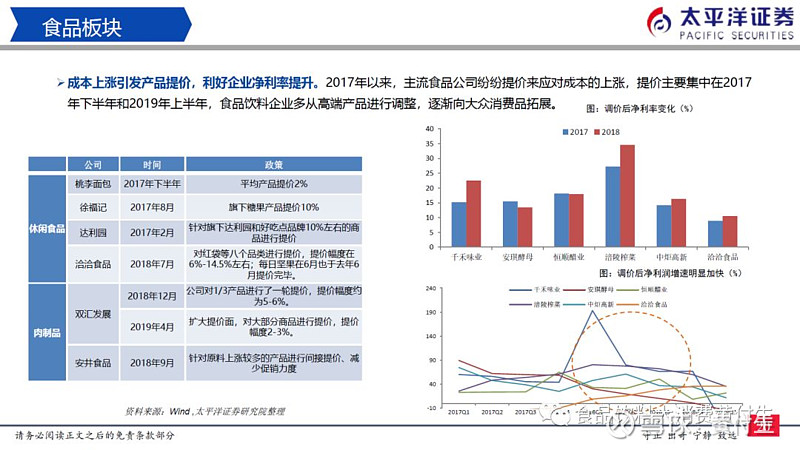 食品板块
太平洋证券
PACIFIC SECURITIES
成本上涨引发产品提价，利好企业净利率提升。2017年以来，主流食品公司纷纷提价来应对成本的上涨，提价主要集中在2017
年下半年和2019年上半年，食品饮料企业多从高端产品进行调整，逐渐向大众消费品拓展。
公司 时间 政策
休闲食品
桃李面包 2017年下半年 平均产品提价2%
徐福记 2017年8月 旗下糖果产品提价10%
达利园 2017年2月 针对旗下达利园和好吃点品牌10%左右的商
品进行提价
洽洽食品 2018年7月 对红袋等八个品类进行提价，提价幅度在
6%-14.5%左右；每日坚果在6月也于去年6
月提价完毕。
肉制品
双汇发展 2018年12月 公司对1/3产品进行了一轮提价，提价幅度约
为5-6%。
2019年4月 扩大提价面，对大部分商品进行提价，提价
幅度2-3%。
安井食品 2018年9月 针对原料上涨较多的产品进行间接提价、减
少促销力度
资料来源：Wind，太平洋证券研究院整理
图：调价后净利率变化（%）
2017 2018
40
35
30
25
20
15
10
5
0
千禾味业 安琪酵母 恒顺醋业 涪陵榨菜 中炬高新 洽洽食品
图：调价后净利润增速明显加快（%）
千禾味业 安琪酵母 恒顺醋业
涪陵榨菜 中炬高新 洽洽食品
240
190
140
90
40
-10
2017Q1 2017Q2 2017Q3 2017Q4
请务必阅读正文之后的免责条款部分
守正 出奇 宁静 致远